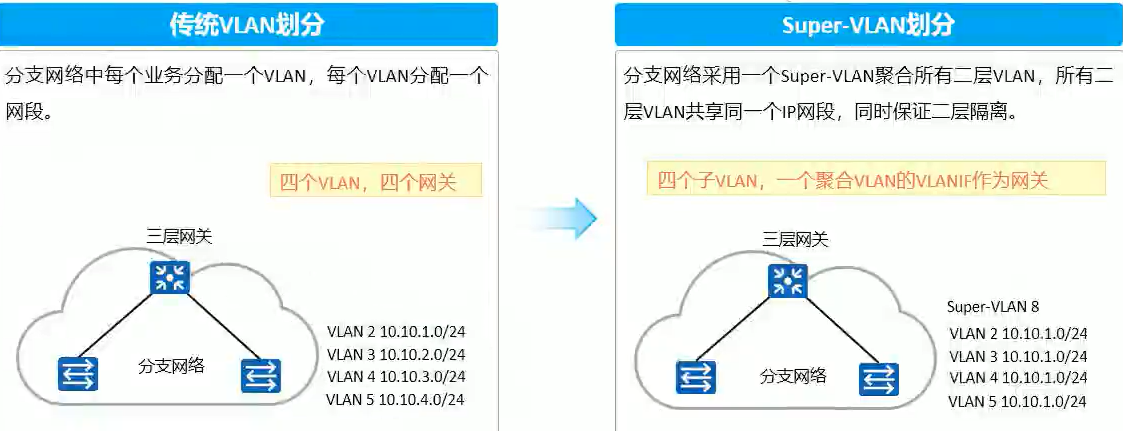 传统VLAN划分
分支网络中每个业务分配一个VLAN，每个VLAN分配一个
网段。
四个VLAN，四个网关
三层网关
分支网络
VLAN 2 10.10.1.0/24
VLAN 3 10.10.2.0/24
VLAN 4 10.10.3.0/24
VLAN 5 10.10.4.0/24
Super-VLAN划分
分支网络采用一个Super-VLAN聚合所有二层VLAN，所有二
层VLAN共享同一个IP网段，同时保证二层隔离。
四个子VLAN，一个聚合VLAN的VLANIF作为网关
三层网关
分支网络
Super-VLAN 8
VLAN 2 10.10.1.0/24
VLAN 3 10.10.1.0/24
VLAN 4 10.10.1.0/24
VLAN 5 10.10.1.0/24